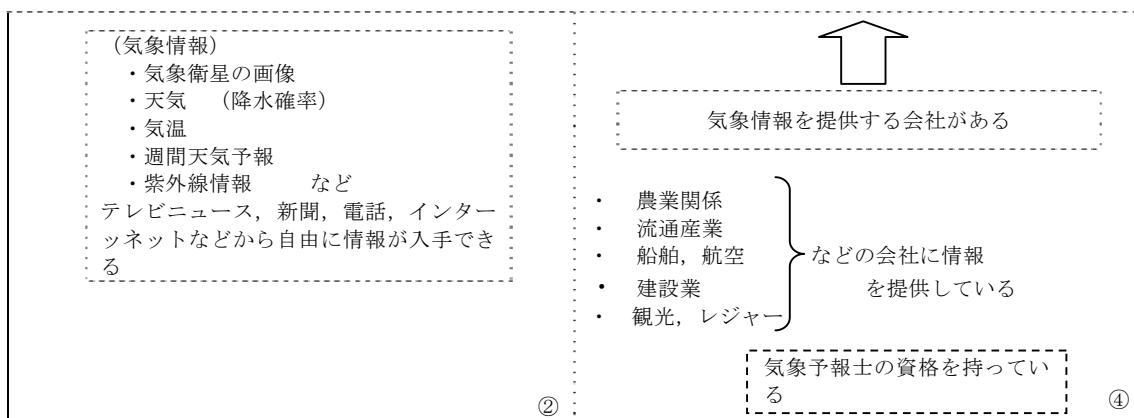 （気象情報）
・気象衛星の画像
・天気　（降水確率）
・気温
・週間天気予報
・紫外線情報　　など
テレビニュース，新聞，電話，インター
ッネットなどから自由に情報が入手でき
る
②
気象情報を提供する会社がある
・　農業関係
・　流通産業
・　船舶，航空
・　建設業
・　観光，レジャー
などの会社に情報
を提供している
気象予報士の資格を持ってい
る
④